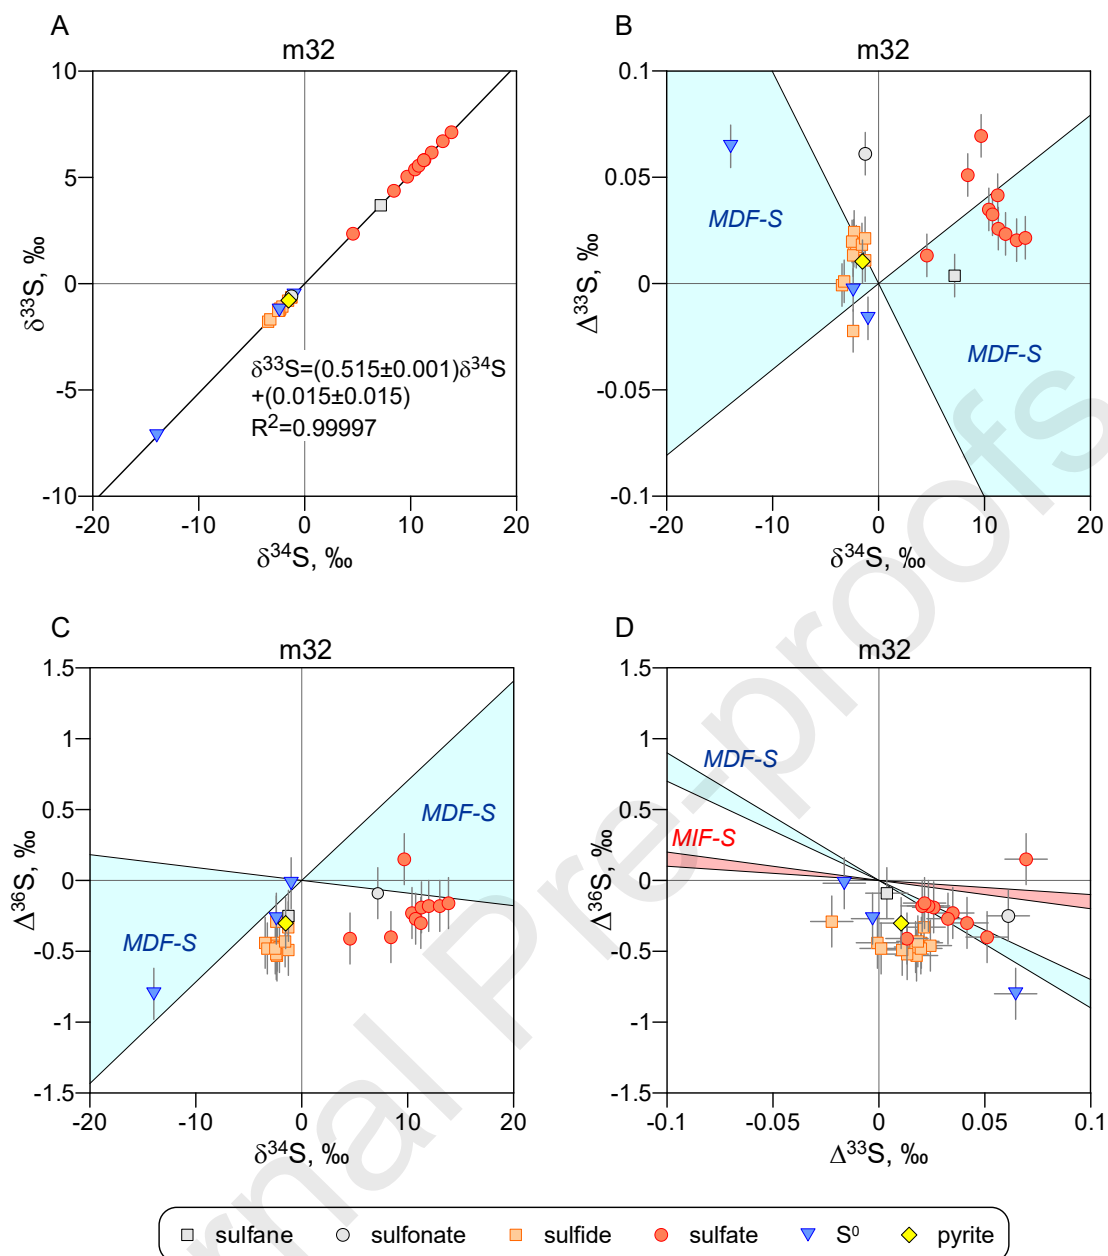 A
m32
10
5
0
-5
-10
-20
-10
0
10
20
δ³³S, ‰
δ³⁴S, ‰
δ³³S=(0.515±0.001)δ³⁴S
+(0.015±0.015)
R²=0.99997
B
m32
0.1
0.05
0
-0.05
-0.1
-20
-10
0
10
20
Δ³³S, ‰
δ³⁴S, ‰
MDF-S
MDF-S
C
m32
1.5
1
0.5
0
-0.5
-1
-1.5
-20
-10
0
10
20
Δ³⁶S, ‰
δ³⁴S, ‰
MDF-S
MDF-S
D
m32
1.5
1
0.5
0
-0.5
-1
-1.5
-0.1
-0.05
0
0.05
0.1
Δ³⁶S, ‰
Δ³³S, ‰
MDF-S
MIF-S
sulfane sulfonate sulfide sulfate S⁰ pyrite
rnal Pre-proofs